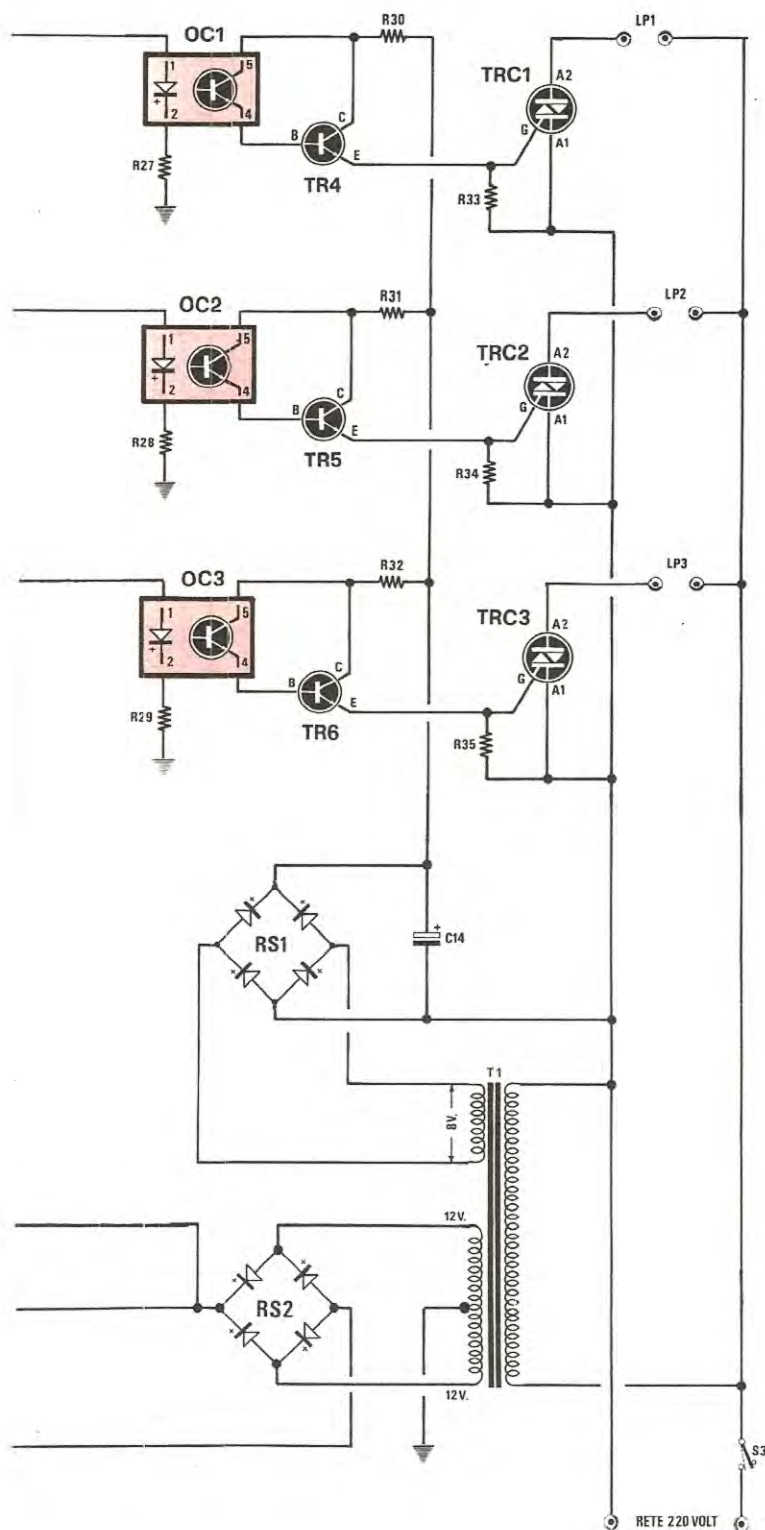 OC1
R30
LP1
1
5
2
4
R27
B
C
E
TR4
TRC1
A2
G
A1
R33
OC2
R31
LP2
1
5
2
4
R28
B
C
E
TR5
TRC2
A2
G
A1
R34
OC3
R32
LP3
1
5
2
4
R29
B
C
E
TR6
TRC3
A2
G
A1
R35
RS1
+
C14
T1
8V.
12V.
RS2
12V.
S3
RETE 220 VOLT